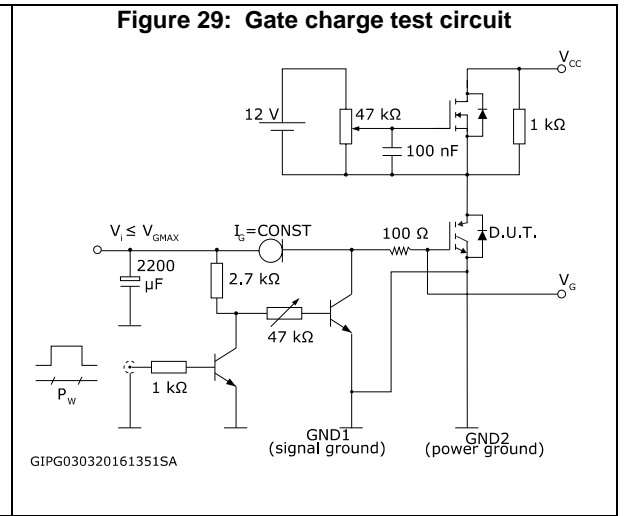 Figure 29: Gate charge test circuit
VCC
12 V
47 kΩ
1 kΩ
100 nF
Vi ≤ VGMAX
IG=CONST
100 Ω
D.U.T.
2200
µF
2.7 kΩ
VG
47 kΩ
1 kΩ
PW
GND1
(signal ground)
GND2
(power ground)
GIPG030320161351SA